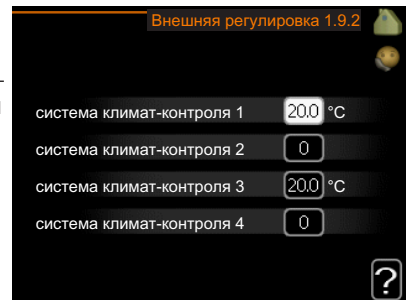 Внешняя регулировка 1.9.2
система климат-контроля 1 20.0 °C
система климат-контроля 2 0
система климат-контроля 3 20.0 °C
система климат-контроля 4 0
?